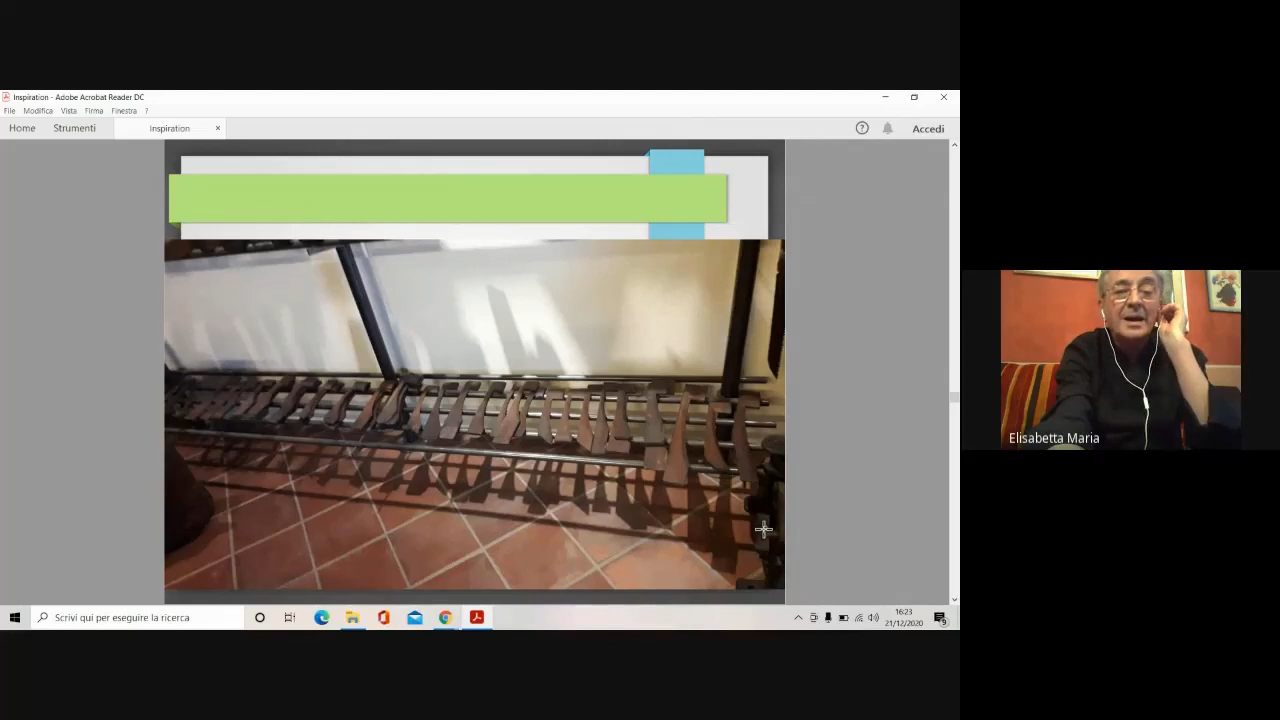 Inspiration - Adobe Acrobat Reader DC
File Modifica Vista Firma Finestra ?
Home Strumenti Inspiration × ? Accedi
Elisabetta Maria
Scrivi qui per eseguire la ricerca
16:23
21/12/2020
9